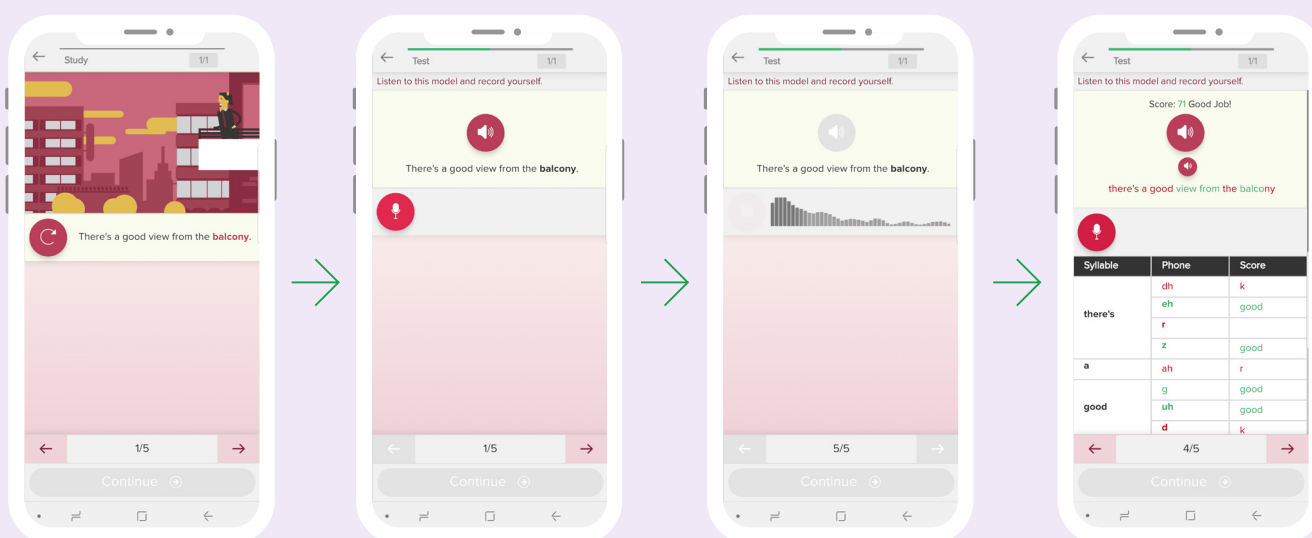 Study 1/1
There's a good view from the balcony.
1/5
Continue
Test 1/1
Listen to this model and record yourself.
There's a good view from the balcony.
1/5
Continue
Test 1/1
Listen to this model and record yourself.
There's a good view from the balcony.
5/5
Continue
Test 1/1
Listen to this model and record yourself.
Score: 71 Good Job!
there's a good view from the balcony
Syllable Phone Score
there's dh k
eh good
r
z good
a ah r
good g good
uh good
d k
4/5
Continue